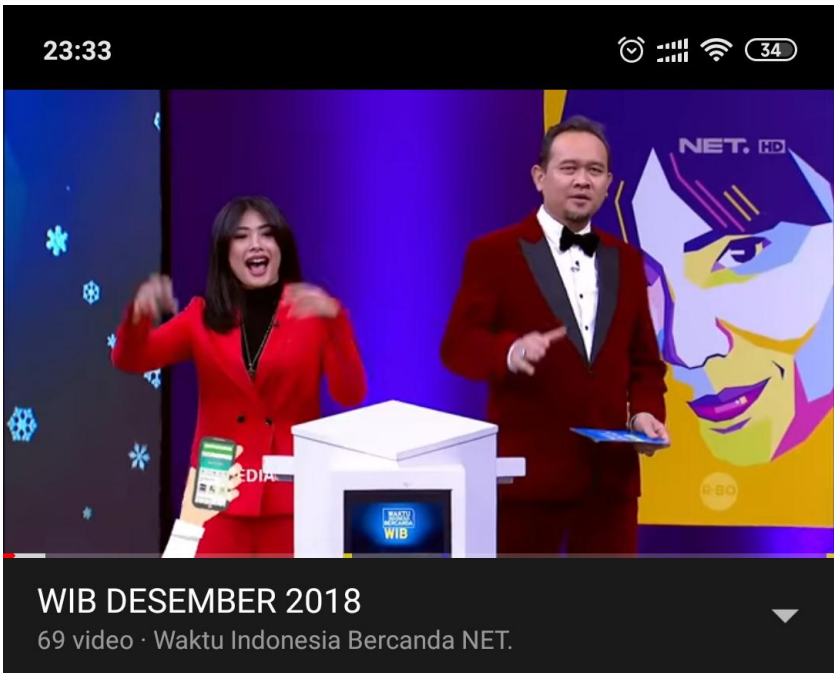 23:33
34
NET. HD
EDIA
WAKTU
INDONESIA
BERCANDA
WIB
WIB DESEMBER 2018
69 video · Waktu Indonesia Bercanda NET.